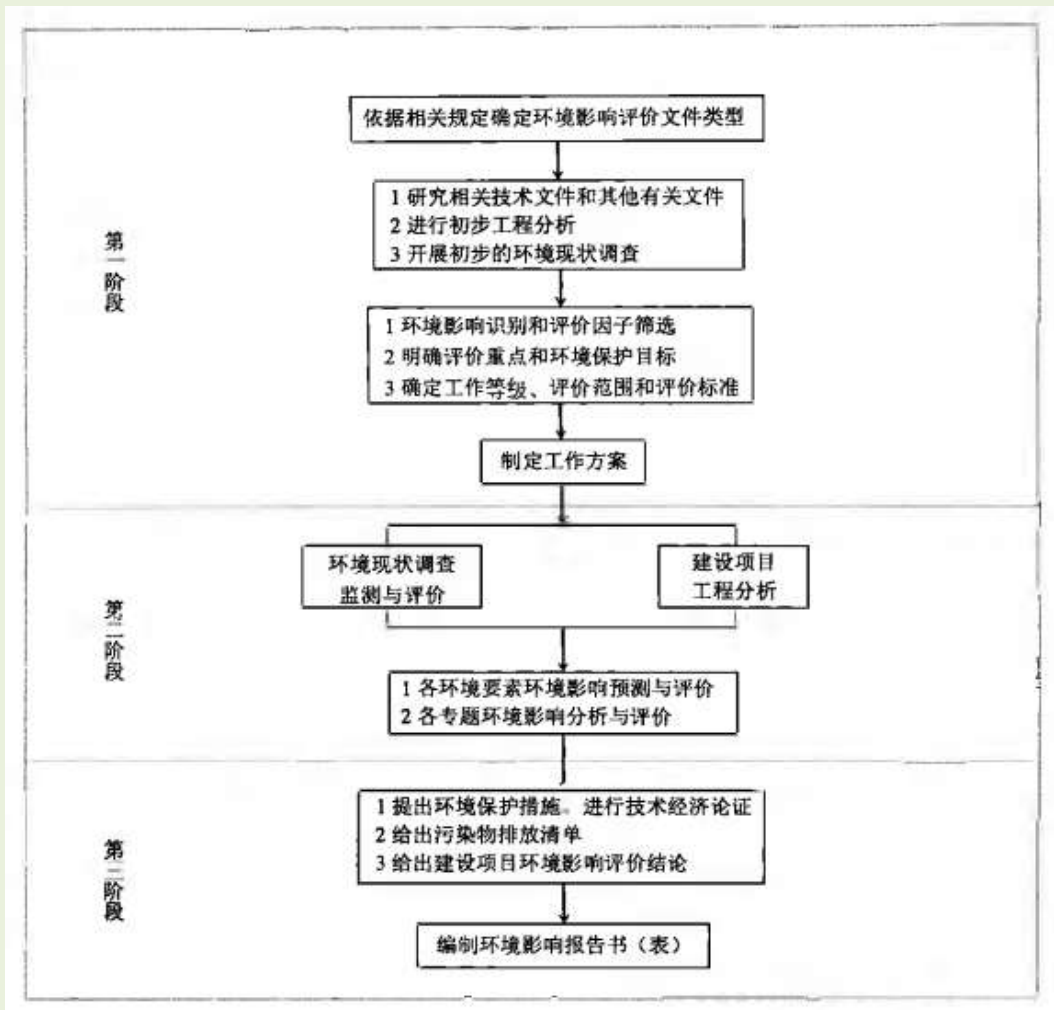 依据相关规定确定环境影响评价文件类型
1 研究相关技术文件和其他有关文件
2 进行初步工程分析
3 开展初步的环境现状调查
第一阶段
1 环境影响识别和评价因子筛选
2 明确评价重点和环境保护目标
3 确定工作等级、评价范围和评价标准
制定工作方案
环境现状调查
监测与评价
建设项目
工程分析
第二阶段
1 各环境要素环境影响预测与评价
2 各专题环境影响分析与评价
1 提出环境保护措施。进行技术经济论证
2 给出污染物排放清单
3 给出建设项目环境影响评价结论
第三阶段
编制环境影响报告书（表）